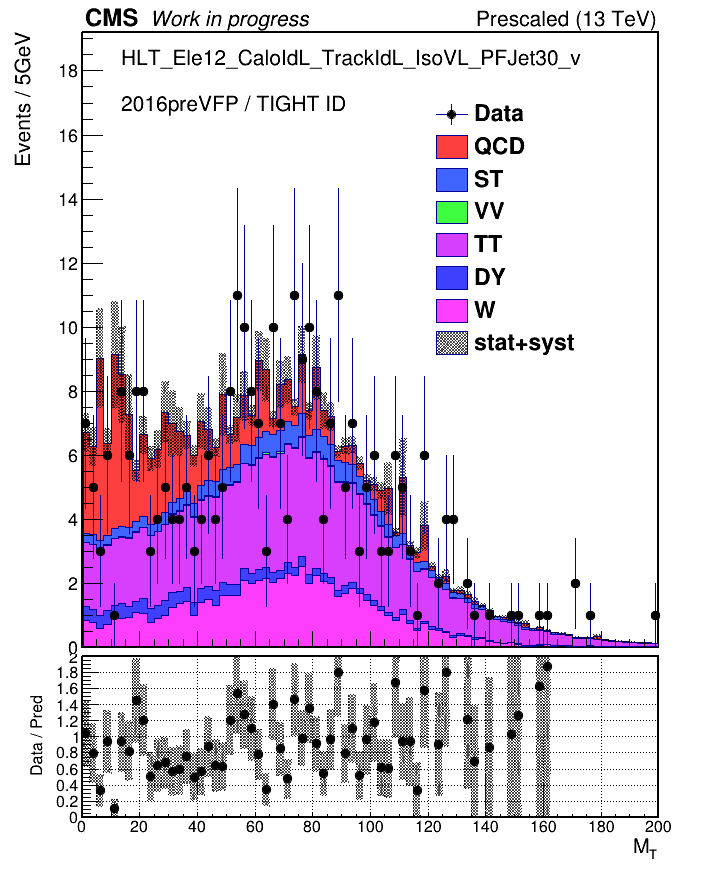 CMS Work in progress Prescaled (13 TeV)
HLT_Ele12_CaloIdL_TrackIdL_IsoVL_PFJet30_v
2016preVFP / TIGHT ID
Events / 5GeV
18
16
14
12
10
8
6
4
2
0
Data
QCD
ST
VV
TT
DY
W
stat+syst
Data / Pred
2
1.8
1.6
1.4
1.2
1
0.8
0.6
0.4
0.2
0
0 20 40 60 80 100 120 140 160 180 200
M_T